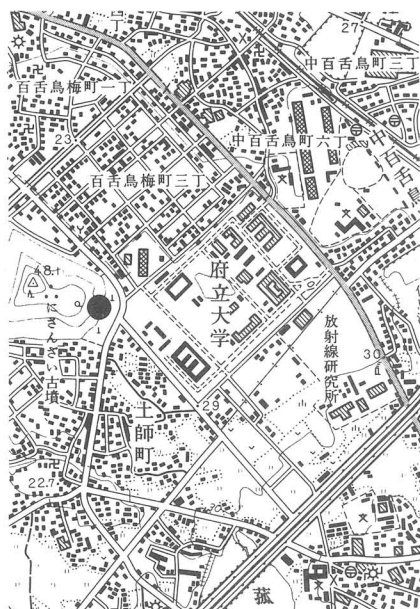 27
中百舌鳥町三丁
百舌鳥梅町一丁
中百舌鳥町六丁
23
百舌鳥梅町三丁
中百舌鳥
48.1
にさんざい古墳
府立大学
放射線研究所
30
29
土師町
22.7